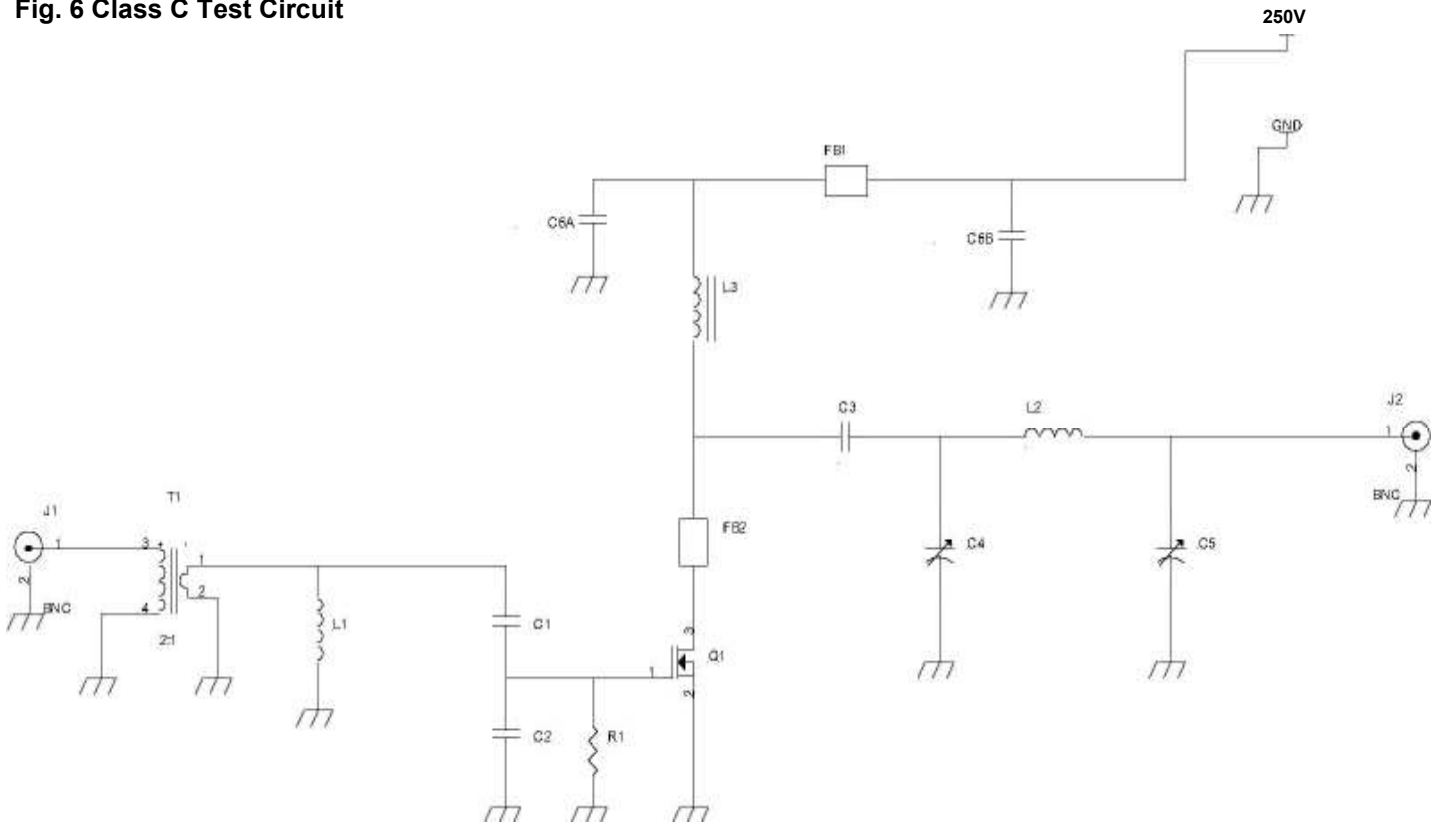 Fig. 6 Class C Test Circuit
250V
GND
FB1
C6A
C6B
L3
C3
L2
J2
1
2
BNC
T1
J1
1
3
+
1
2
2
BNC
4
2:1
L1
C1
FB2
C4
C5
3
Q1
1
2
C2
R1